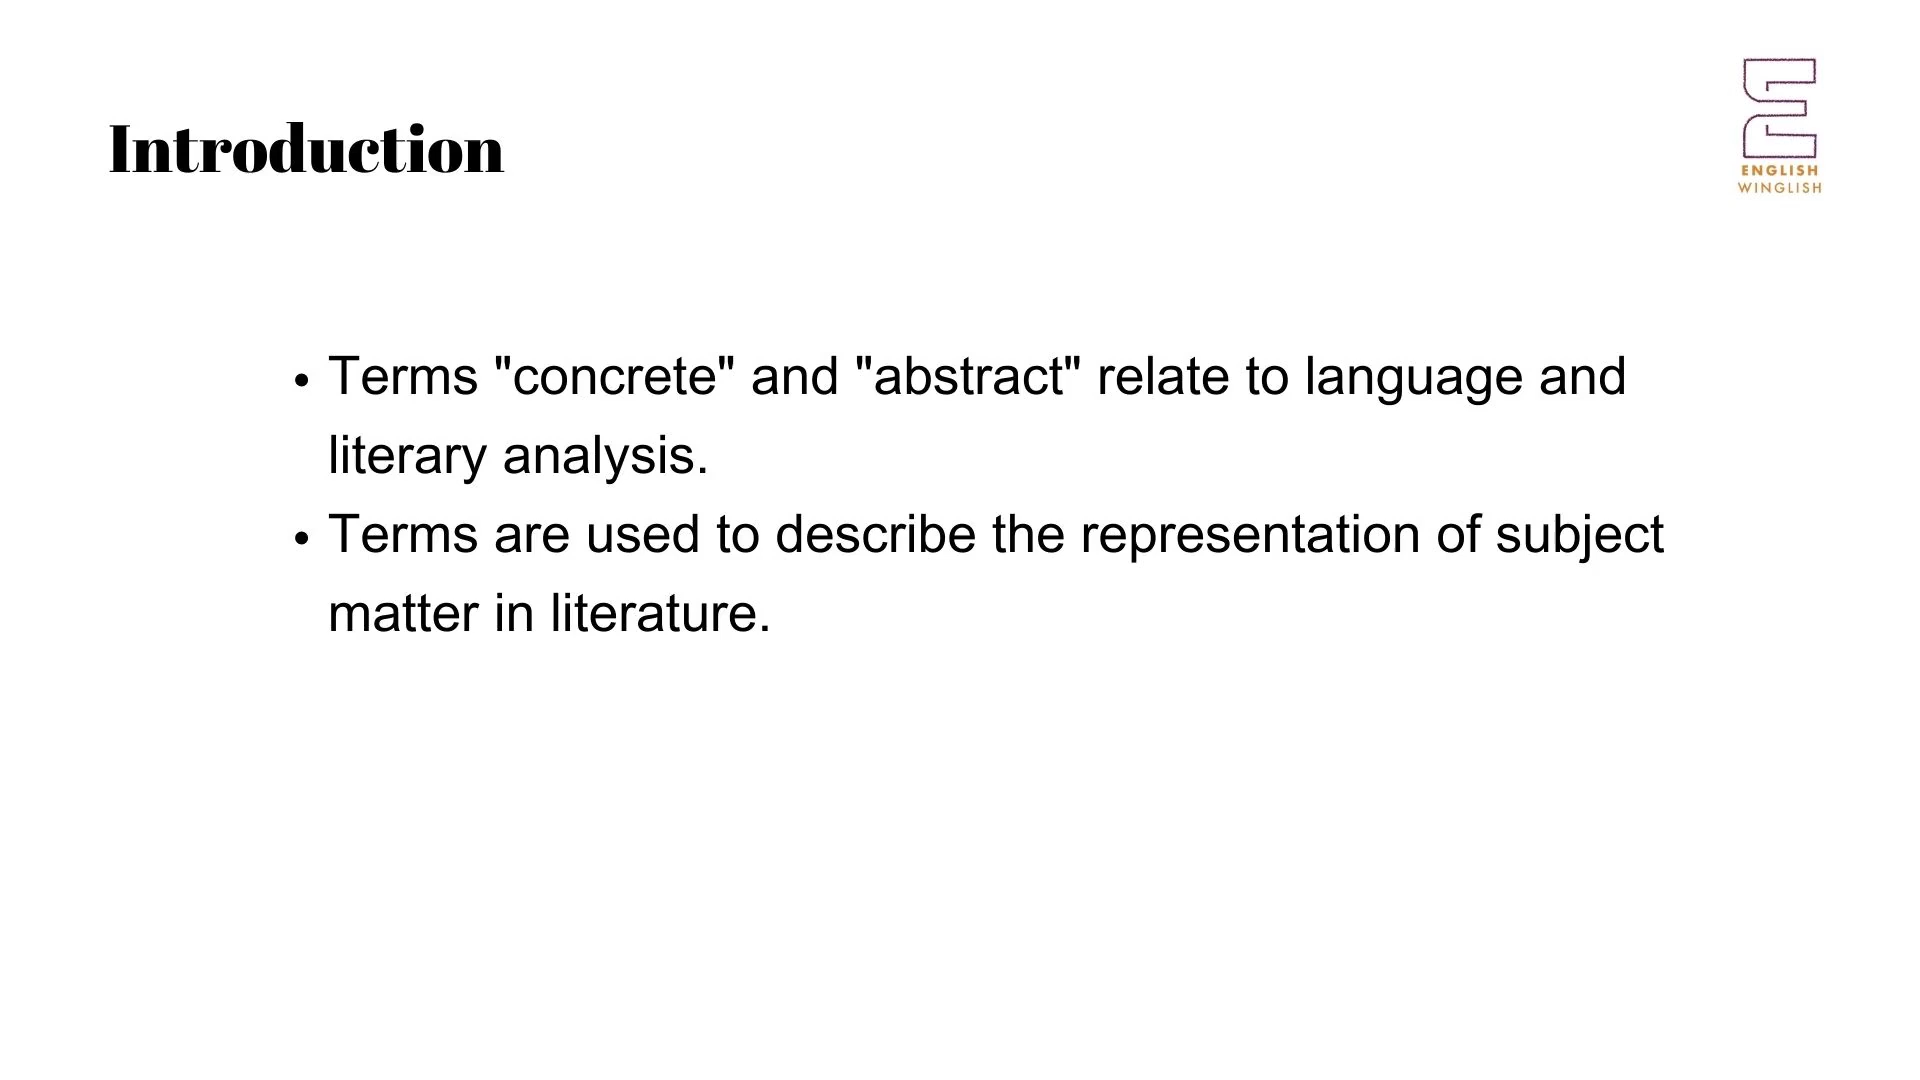 Introduction
ENGLISH
WINGLISH
• Terms "concrete" and "abstract" relate to language and
literary analysis.
• Terms are used to describe the representation of subject
matter in literature.